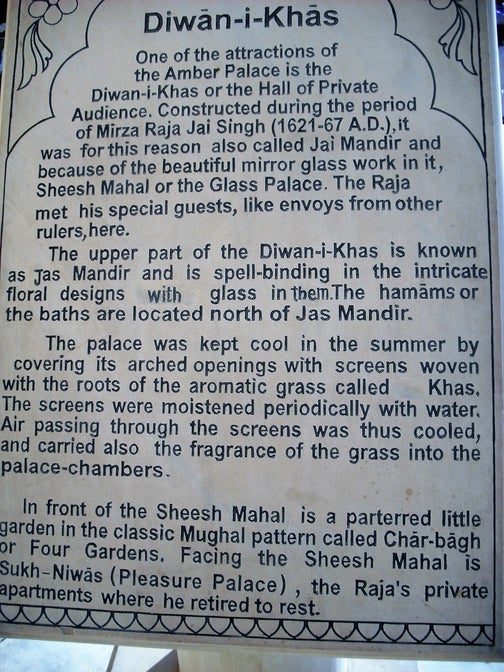 Diwān-i-Khās
One of the attractions of
the Amber Palace is the
Diwan-i-Khas or the Hall of Private
Audience. Constructed during the period
of Mirza Raja Jai Singh (1621-67 A.D.),it
was for this reason also called Jai Mandir and
because of the beautiful mirror glass work in it,
Sheesh Mahal or the Glass Palace. The Raja
met his special guests, like envoys from other
rulers, here.
The upper part of the Diwan-i-Khas is known
as Jas Mandir and is spell-binding in the intricate
floral designs with glass in them.The hamāms or
the baths are located north of Jas Mandir.
The palace was kept cool in the summer by
covering its arched openings with screens woven
with the roots of the aromatic grass called Khas.
The screens were moistened periodically with water.
Air passing through the screens was thus cooled,
and carried also the fragrance of the grass into the
palace-chambers.
In front of the Sheesh Mahal is a parterred little
garden in the classic Mughal pattern called Chār-bāgh
or Four Gardens. Facing the Sheesh Mahal is
Sukh-Niwās (Pleasure Palace) , the Raja's private
apartments where he retired to rest.